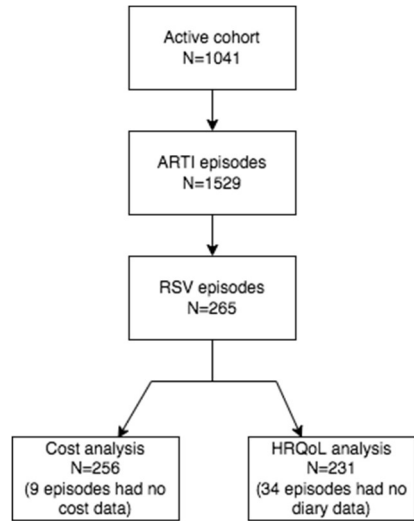 Active cohort
N=1041
ARTI episodes
N=1529
RSV episodes
N=265
Cost analysis
N=256
(9 episodes had no
cost data)
HRQoL analysis
N=231
(34 episodes had no
diary data)